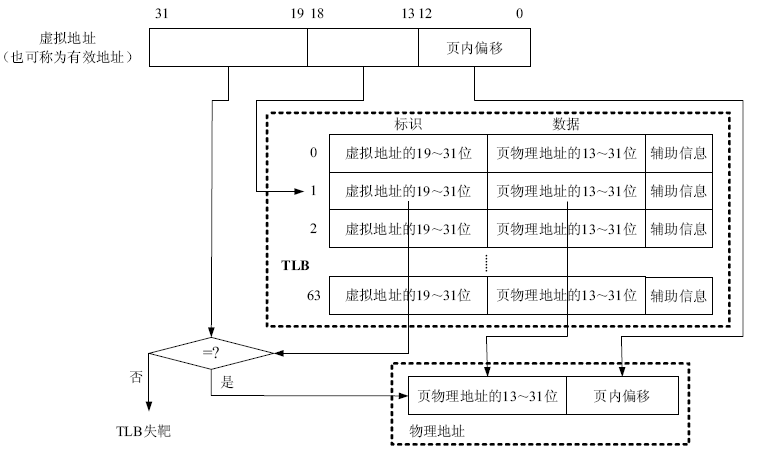 31 19 18 13 12 0
虚拟地址
（也可称为有效地址）
页内偏移
标识 数据
0 虚拟地址的19～31位 页物理地址的13～31位 辅助信息
1 虚拟地址的19～31位 页物理地址的13～31位 辅助信息
2 虚拟地址的19～31位 页物理地址的13～31位 辅助信息
TLB
63 虚拟地址的19～31位 页物理地址的13～31位 辅助信息
=?
否 是
页物理地址的13～31位 页内偏移
TLB失靶 物理地址